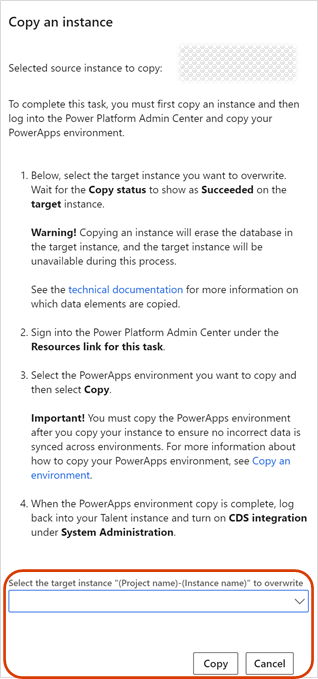 Copy an instance
Selected source instance to copy:
To complete this task, you must first copy an instance and then
log into the Power Platform Admin Center and copy your
PowerApps environment.
1. Below, select the target instance you want to overwrite.
Wait for the Copy status to show as Succeeded on the
target instance.
Warning! Copying an instance will erase the database in
the target instance, and the target instance will be
unavailable during this process.
See the technical documentation for more information on
which data elements are copied.
2. Sign into the Power Platform Admin Center under the
Resources link for this task.
3. Select the PowerApps environment you want to copy and
then select Copy.
Important! You must copy the PowerApps environment
after you copy your instance to ensure no incorrect data is
synced across environments. For more information about
how to copy your PowerApps environment, see Copy an
environment.
4. When the PowerApps environment copy is complete, log
back into your Talent instance and turn on CDS integration
under System Administration.
Select the target instance "(Project name)-(Instance name)" to overwrite
Copy Cancel